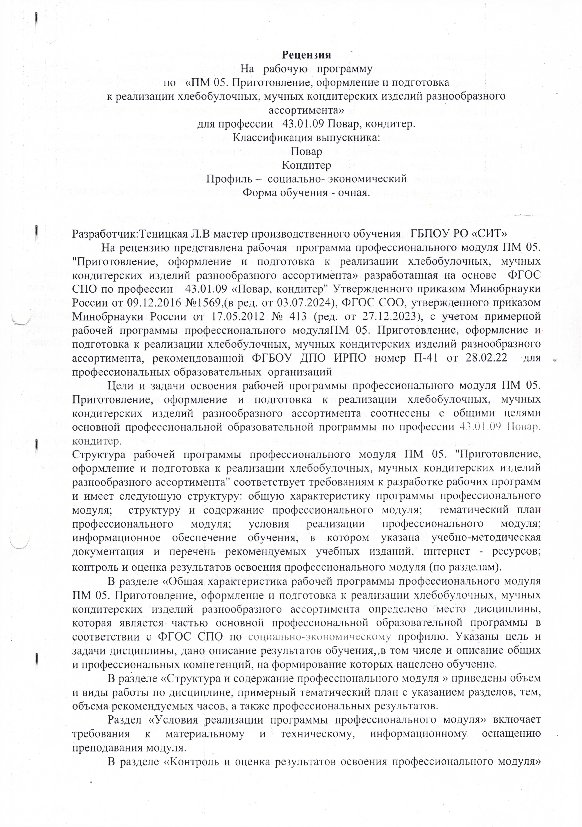 Рецензия
На рабочую программу
по «ПМ 05. Приготовление, оформление и подготовка
к реализации хлебобулочных, мучных кондитерских изделий разнообразного
ассортимента»
для профессии 43.01.09 Повар, кондитер.
Классификация выпускника:
Повар
Кондитер
Профиль – социально- экономический
Форма обучения - очная.
Разработчик:Теницкая Л.В мастер производственного обучения ГБПОУ РО «СИТ»
На рецензию представлена рабочая программа профессионального модуля ПМ 05.
"Приготовление, оформление и подготовка к реализации хлебобулочных, мучных
кондитерских изделий разнообразного ассортимента» разработанная на основе ФГОС
СПО по профессии 43.01.09 «Повар, кондитер" Утвержденного приказом Минобрнауки
России от 09.12.2016 №1569,(в ред. от 03.07.2024), ФГОС СОО, утвержденного приказом
Минобрнауки России от 17.05.2012 № 413 (ред. от 27.12.2023), с учетом примерной
рабочей программы профессионального модуляПМ 05. Приготовление, оформление и
подготовка к реализации хлебобулочных, мучных кондитерских изделий разнообразного
ассортимента, рекомендованной ФГБОУ ДПО ИРПО номер П-41 от 28.02.22 для
профессиональных образовательных организаций
Цели и задачи освоения рабочей программы профессионального модуля ПМ 05.
Приготовление, оформление и подготовка к реализации хлебобулочных, мучных
кондитерских изделий разнообразного ассортимента соотнесены с общими целями
основной профессиональной образовательной программы по профессии 43.01.09 Повар,
кондитер.
Структура рабочей программы профессионального модуля ПМ 05. "Приготовление,
оформление и подготовка к реализации хлебобулочных, мучных кондитерских изделий
разнообразного ассортимента" соответствует требованиям к разработке рабочих программ
и имеет следующую структуру: общую характеристику программы профессионального
модуля; структуру и содержание профессионального модуля; тематический план
профессионального модуля; условия реализации профессионального модуля;
информационное обеспечение обучения, в котором указана учебно-методическая
документация и перечень рекомендуемых учебных изданий, интернет - ресурсов;
контроль и оценка результатов освоения профессионального модуля (по разделам).
В разделе «Общая характеристика рабочей программы профессионального модуля
ПМ 05. Приготовление, оформление и подготовка к реализации хлебобулочных, мучных
кондитерских изделий разнообразного ассортимента определено место дисциплины,
которая является частью основной профессиональной образовательной программы в
соответствии с ФГОС СПО по социально-экономическому профилю. Указаны цель и
задачи дисциплины, дано описание результатов обучения,,в том числе и описание общих
и профессиональных компетенций, на формирование которых нацелено обучение.
В разделе «Структура и содержание профессионального модуля » приведены объем
и виды работы по дисциплине, примерный тематический план с указанием разделов, тем,
объема рекомендуемых часов, а также профессиональных результатов.
Раздел «Условия реализации программы профессионального модуля» включает
требования к материальному и техническому, информационному оснащению
преподавания модуля.
В разделе «Контроль и оценка результатов освоения профессионального модуля»